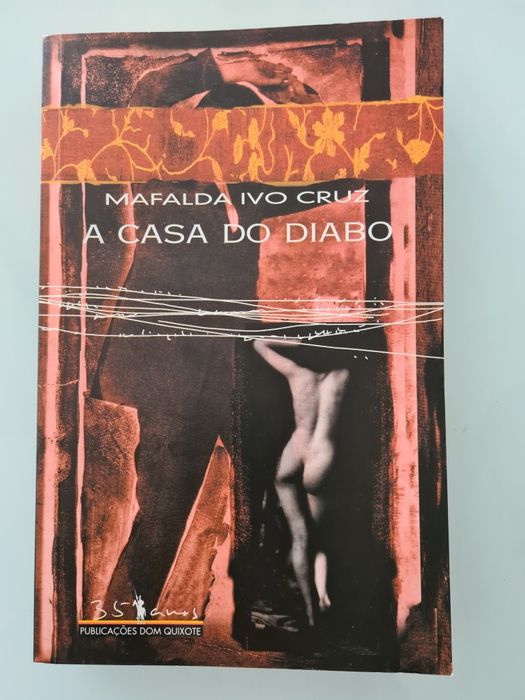 MAFALDA IVO CRUZ
A CASA DO DIABO
35 anos
PUBLICAÇÕES DOM QUIXOTE